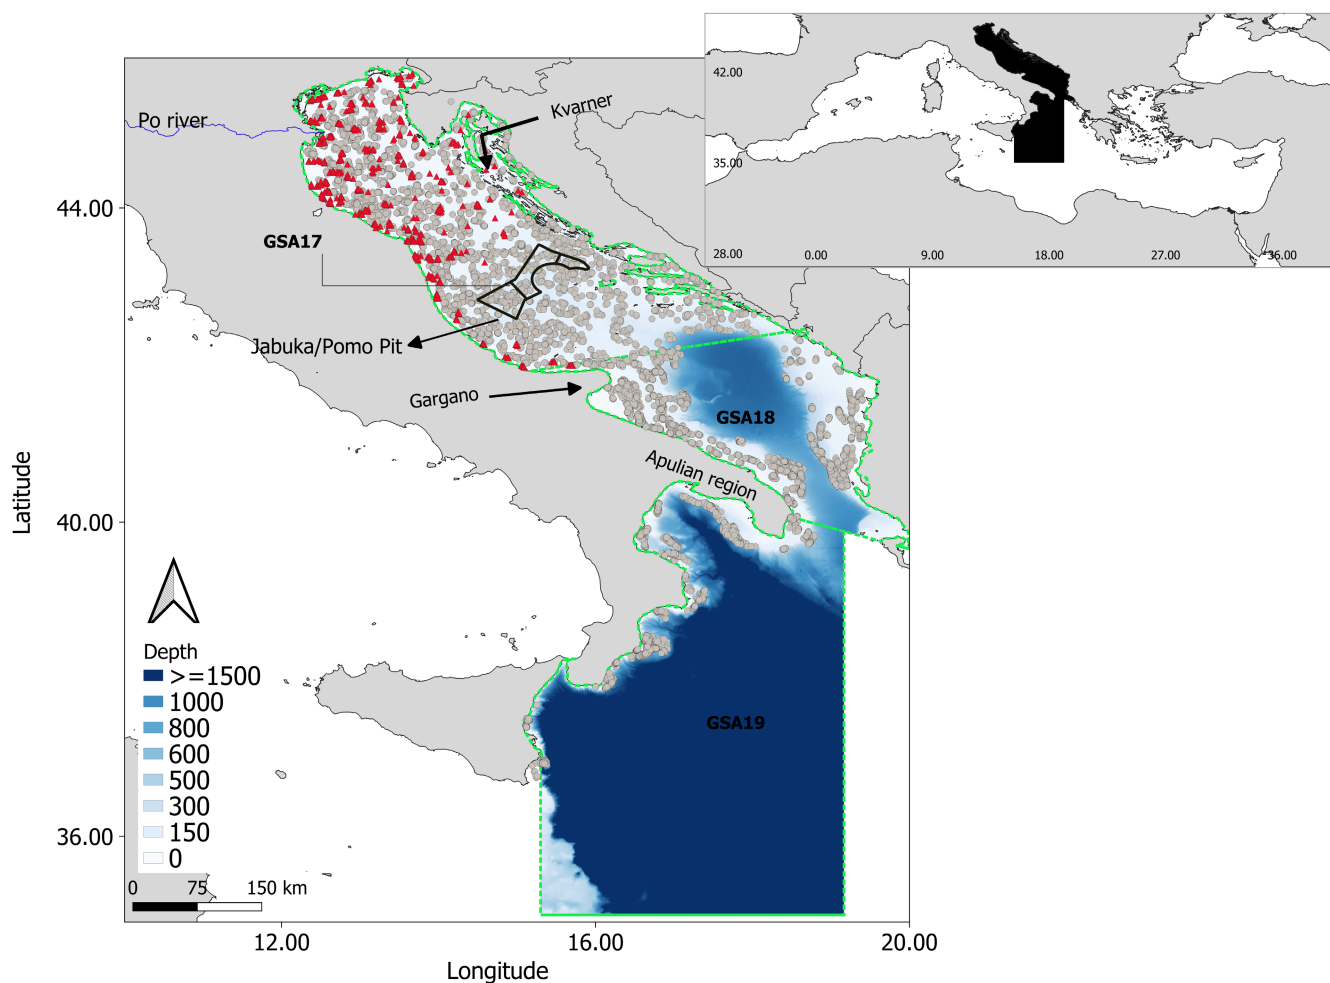 42.00
35.00
28.00
0.00
9.00
18.00
27.00
36.00
Po river
Kvarner
44.00
GSA17
Jabuka/Pomo Pit
Gargano
GSA18
Apulian region
Latitude
40.00
Depth
>=1500
1000
800
600
500
300
150
0
GSA19
36.00
0 75 150 km
12.00
16.00
20.00
Longitude